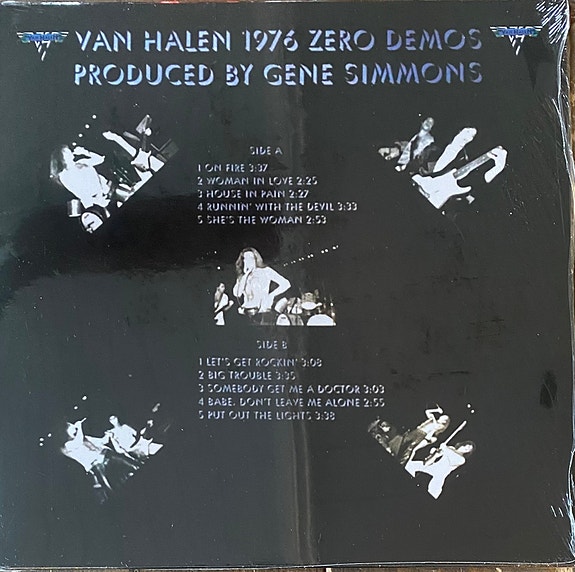 VAN HALEN 1976 ZERO DEMOS
PRODUCED BY GENE SIMMONS
SIDE A
1 ON FIRE 3:37
2 WOMAN IN LOVE 2:25
3 HOUSE IN PAIN 2:27
4 RUNNIN' WITH THE DEVIL 3:33
5 SHE'S THE WOMAN 2:53
SIDE B
1 LET'S GET ROCKIN' 3:08
2 BIG TROUBLE 3:35
3 SOMEBODY GET ME A DOCTOR 3:03
4 BABE, DON'T LEAVE ME ALONE 2:55
5 PUT OUT THE LIGHTS 3:38